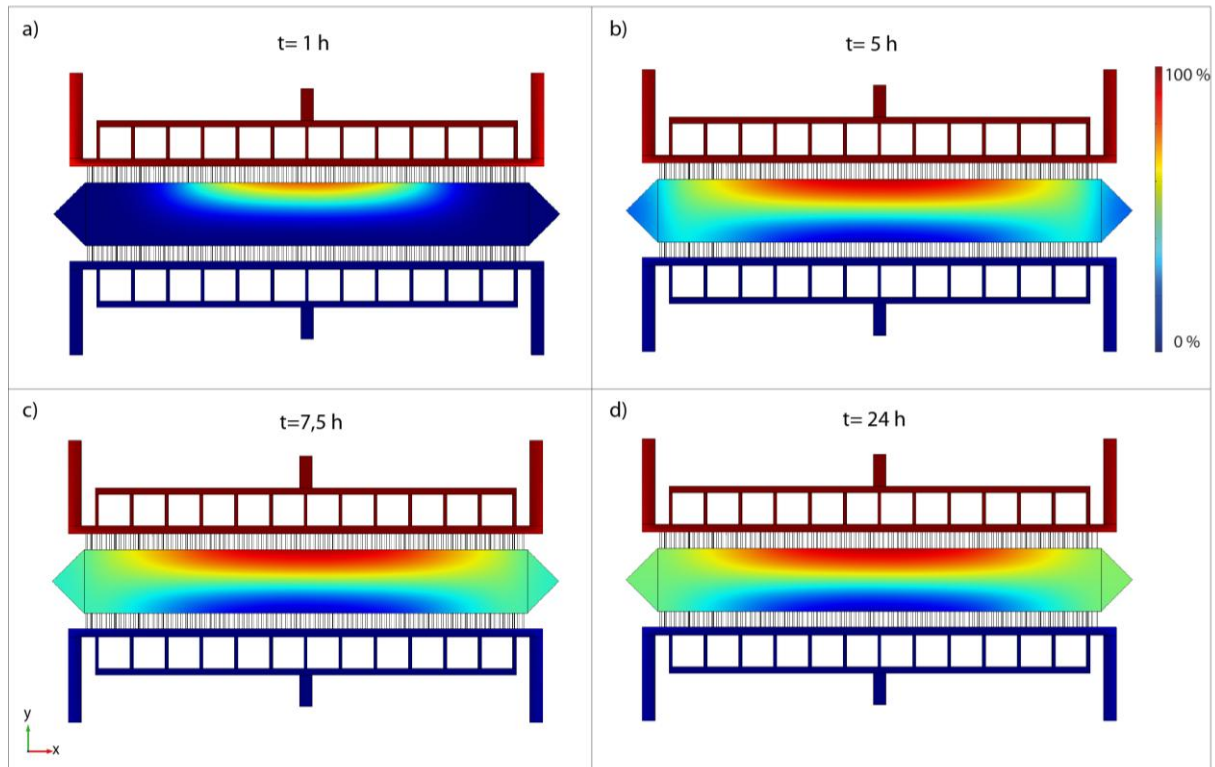 a)
t= 1 h
b)
t= 5 h
100 %
0 %
c)
t=7,5 h
d)
t= 24 h
y
x